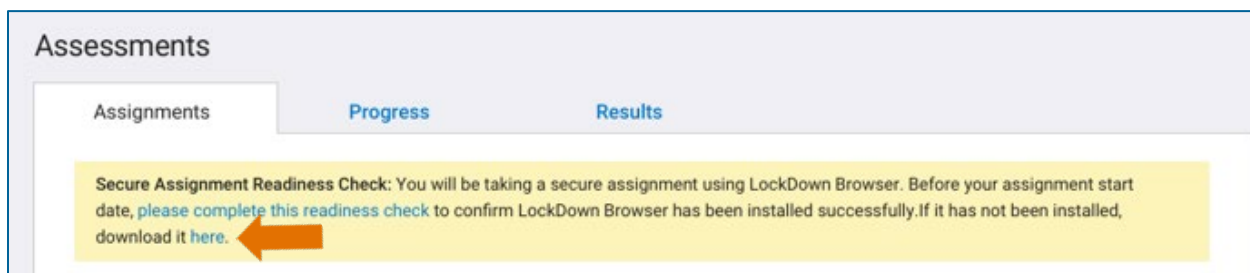 Assessments
Assignments Progress Results
Secure Assignment Readiness Check: You will be taking a secure assignment using LockDown Browser. Before your assignment start
date, please complete this readiness check to confirm LockDown Browser has been installed successfully.If it has not been installed,
download it here.